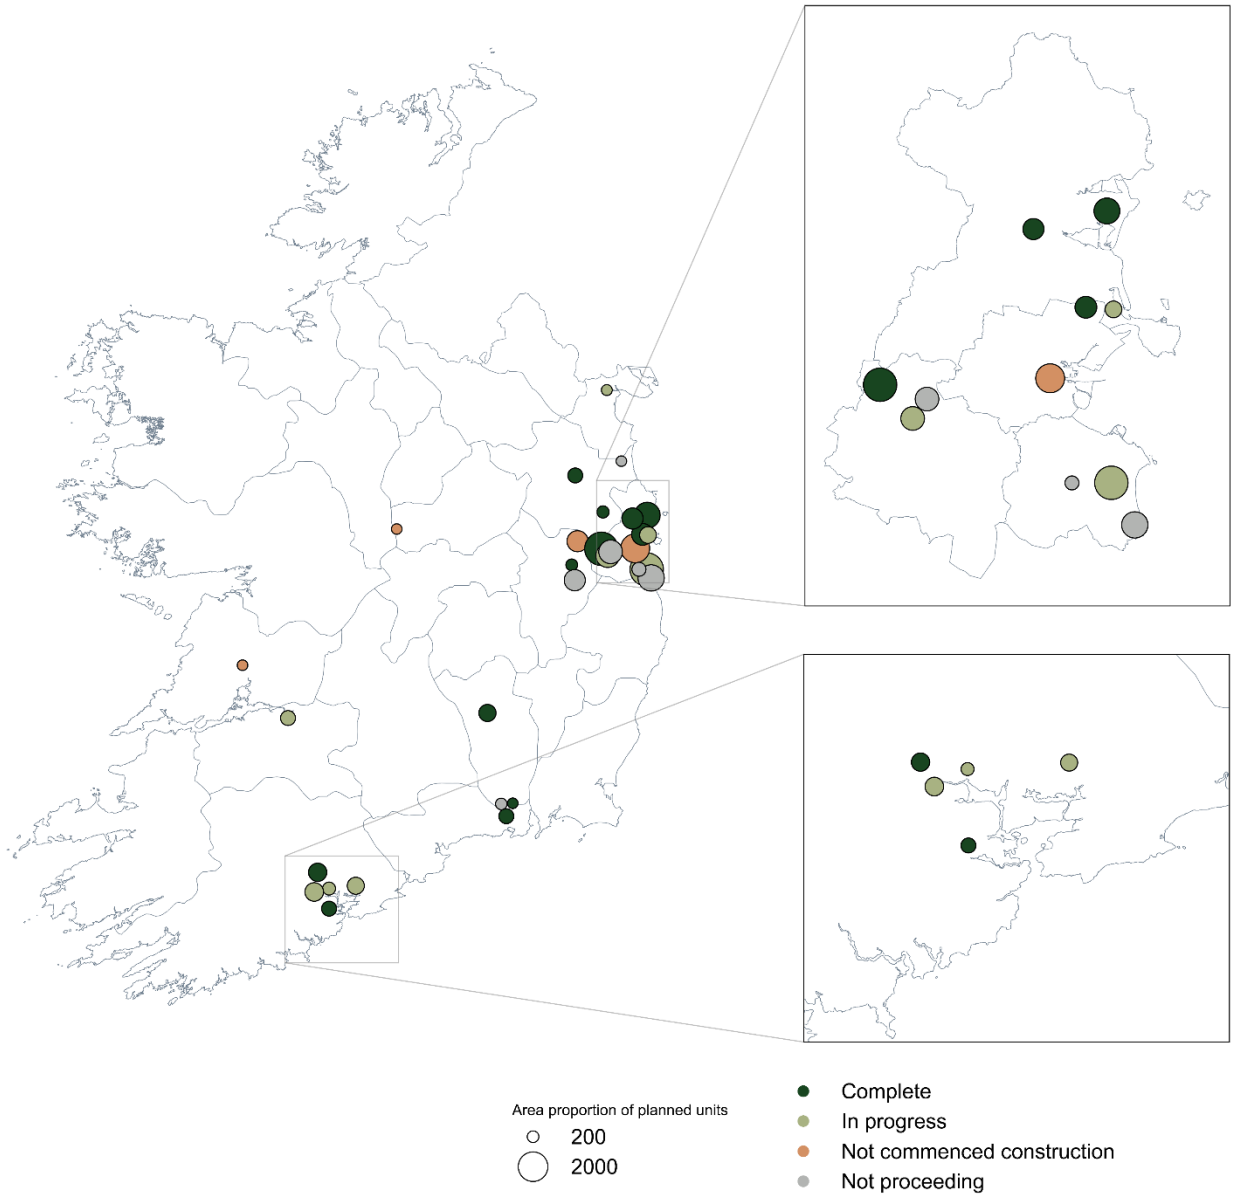 Area proportion of planned units
200
2000
Complete
In progress
Not commenced construction
Not proceeding